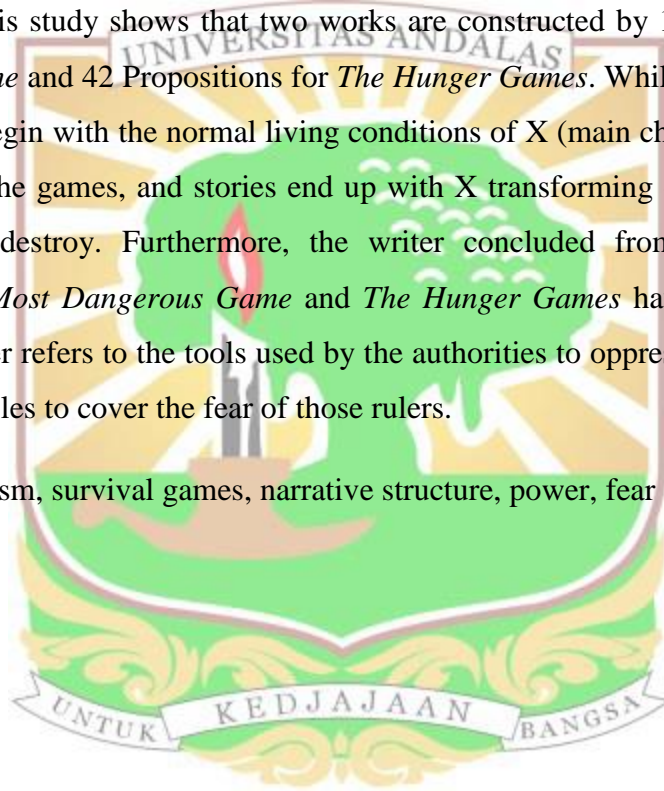 is study shows that two works are constructed by
UNIVERSITAS ANDALAS
ne and 42 Propositions for The Hunger Games. Whil
egin with the normal living conditions of X (main ch
he games, and stories end up with X transforming
destroy. Furthermore, the writer concluded fro
Most Dangerous Game and The Hunger Games ha
er refers to the tools used by the authorities to oppre
les to cover the fear of those rulers.
sm, survival games, narrative structure, power, fear
UNTUK KEDJAJAAN BANGSA